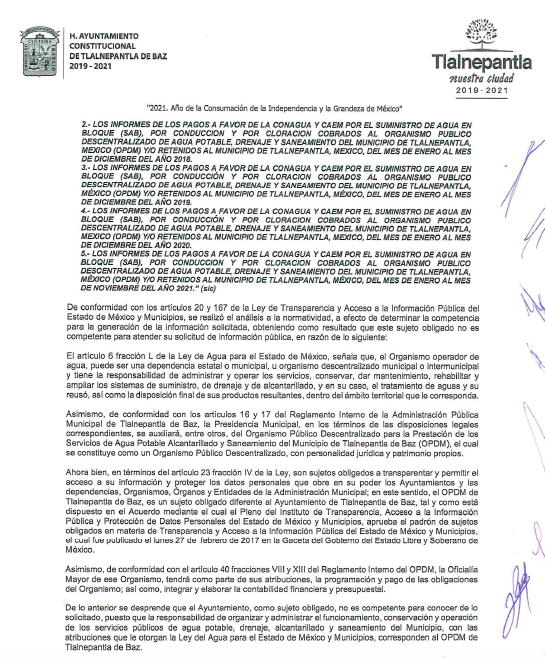 H. AYUNTAMIENTO
CONSTITUCIONAL
DE TLALNEPANTLA DE BAZ
2019 - 2021
Tlalnepantla
nuestra ciudad
2019 - 2021
"2021. Año de la Consumación de la Independencia y la Grandeza de México"
2.- LOS INFORMES DE LOS PAGOS A FAVOR DE LA CONAGUA Y CAEM POR EL SUMINISTRO DE AGUA EN
BLOQUE (SAB), POR CONDUCCION Y POR CLORACION COBRADOS AL ORGANISMO PUBLICO
DESCENTRALIZADO DE AGUA POTABLE, DRENAJE Y SANEAMIENTO DEL MUNICIPIO DE TLALNEPANTLA,
MEXICO (OPDM) Y/O RETENIDOS AL MUNICIPIO DE TLALNEPANTLA, MEXICO, DEL MES DE ENERO AL MES
DE DICIEMBRE DEL AÑO 2018.
3.- LOS INFORMES DE LOS PAGOS A FAVOR DE LA CONAGUA Y CAEM POR EL SUMINISTRO DE AGUA EN
BLOQUE (SAB), POR CONDUCCION Y POR CLORACION COBRADOS AL ORGANISMO PUBLICO
DESCENTRALIZADO DE AGUA POTABLE, DRENAJE Y SANEAMIENTO DEL MUNICIPIO DE TLALNEPANTLA,
MÉXICO (OPDM) Y/O RETENIDOS AL MUNICIPIO DE TLALNEPANTLA, MEXICO, DEL MES DE ENERO AL MES
DE DICIEMBRE DEL AÑO 2019.
4.- LOS INFORMES DE LOS PAGOS A FAVOR DE LA CONAGUA Y CAEM POR EL SUMINISTRO DE AGUA EN
BLOQUE (SAB), POR CONDUCCIÓN Y POR CLORACION COBRADOS AL ORGANISMO PUBLICO
DESCENTRALIZADO DE AGUA POTABLE, DRENAJE Y SANEAMIENTO DEL MUNICIPIO DE TLALNEPANTLA,
MEXICO (OPDM) Y/O RETENIDOS AL MUNICIPIO DE TLALNEPANTLA, MÉXICO, DEL MES DE ENERO AL MES
DE DICIEMBRE DEL AÑO 2020.
5.- LOS INFORMES DE LOS PAGOS A FAVOR DE LA CONAGUA Y CAEM POR EL SUMINISTRO DE AGUA EN
BLOQUE (SAB), POR CONDUCCIÓN Y POR CLORACION COBRADOS AL ORGANISMO PUBLICO
DESCENTRALIZADO DE AGUA POTABLE, DRENAJE Y SANEAMIENTO DEL MUNICIPIO DE TLALNEPANTLA,
MÉXICO (OPDM) Y/O RETENIDOS AL MUNICIPIO DE TLALNEPANTLA, MEXICO, DEL MES DE ENERO AL MES
DE NOVIEMBRE DEL AÑO 2021." (sic)
De conformidad con los artículos 20 y 167 de la Ley de Transparencia y Acceso a la Información Pública del
Estado de México y Municipios, se realizó el análisis a la normatividad, a efecto de determinar la competencia
para la generación de la información solicitada, obteniendo como resultado que este sujeto obligado no es
competente para atender su solicitud de información pública, en razón de lo siguiente:
El artículo 6 fracción L de la Ley de Agua para el Estado de México, señala que, el Organismo operador de
agua, puede ser una dependencia estatal o municipal, u organismo descentralizado municipal o intermunicipal
y tiene la responsabilidad de administrar y operar los servicios, conservar, dar mantenimiento, rehabilitar y
ampliar los sistemas de suministro, de drenaje y de alcantarillado, y en su caso, el tratamiento de aguas y su
reusó, así como la disposición final de sus productos resultantes, dentro del ámbito territorial que le corresponda.
Asimismo, de conformidad con los artículos 16 y 17 del Reglamento Interno de la Administración Pública
Municipal de Tlalnepantla de Baz, la Presidencia Municipal, en los términos de las disposiciones legales
correspondientes, se auxiliará, entre otros, del Organismo Público Descentralizado para la Prestación de los
Servicios de Agua Potable Alcantarillado y Saneamiento del Municipio de Tlalnepantla de Baz (OPDM), el cual
se constituye como un Organismo Público Descentralizado, con personalidad jurídica y patrimonio propios.
Ahora bien, en términos del artículo 23 fracción IV de la Ley, son sujetos obligados a transparentar y permitir el
acceso a su información y proteger los datos personales que obren en su poder los Ayuntamientos y las
dependencias, Organismos, Órganos y Entidades de la Administración Municipal; en este sentido, el OPDM de
Tlalnepantla de Baz, es un sujeto obligado diferente al Ayuntamiento de Tlalnepantla de Baz, tal y como está
dispuesto en el Acuerdo mediante el cual el Pleno del Instituto de Transparencia, Acceso a la Información
Pública y Protección de Datos Personales del Estado de México y Municipios, aprueba el padrón de sujetos
obligados en materia de Transparencia y Acceso a la Información Pública del Estado de México y Municipios,
el cual fue publicado el lunes 27 de febrero de 2017 en la Gaceta del Gobierno del Estado Libre y Soberano de
México.
Asimismo, de conformidad con el artículo 40 fracciones VIII y XIII del Reglamento Interno del OPDM, la Oficialía
Mayor de ese Organismo, tendrá como parte de sus atribuciones, la programación y pago de las obligaciones
del Organismo; así como, integrar y elaborar la contabilidad financiera y presupuestal.
De lo anterior se desprende que el Ayuntamiento, como sujeto obligado, no es competente para conocer de lo
solicitado, puesto que la responsabilidad de organizar y administrar el funcionamiento, conservación y operación
de los servicios públicos de agua potable, drenaje, alcantarillado y saneamiento del Municipio, con las
atribuciones que le otorgan la Ley del Agua para el Estado de México y Municipios, corresponden al OPDM de
Tlalnepantla de Baz.